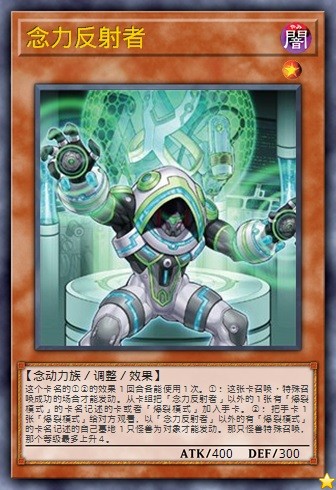 念力反射者
闇
【念动力族／调整／效果】
这个卡名的①②的效果1回合各能使用1次。①：这张卡召唤·特殊召
唤成功的场合才能发动。从卡组把「念力反射者」以外的1张有「爆裂
模式」的卡名记述的卡或者「爆裂模式」加入手卡。②：把手卡1
张「爆裂模式」给对方观看，以「念力反射者」以外的有「爆裂模式」
的卡名记述的自己墓地1只怪兽为对象才能发动。那只怪兽特殊召唤，
那个等级最多上升4。
ATK/400 DEF/300